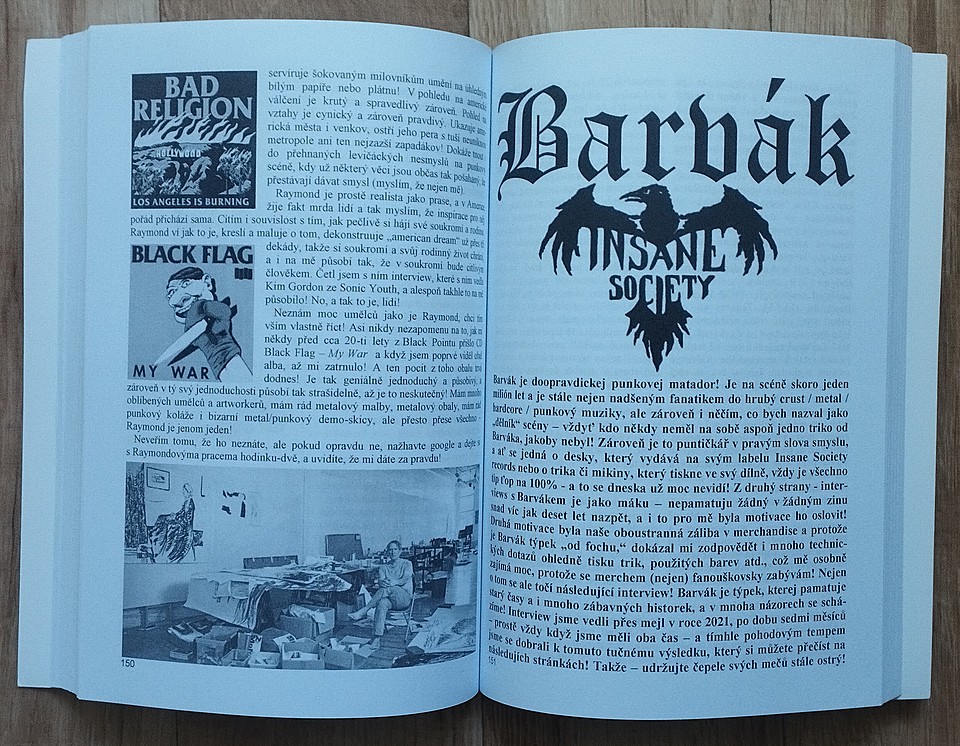 BAD
RELIGION
HOLLYWOOD
LOS ANGELES IS BURNING
servíruje šokovaným milovníkům umění na úhledném
bílým papíře nebo plátnu! V pohledu na americké
válčení je krutý a spravedlivý zároveň. Pohled na
vztahy je cynický a zároveň pravdivý. Ukazuje ame-
rická města i venkov, ostří jeho pera s tuší neuniknou
metropole ani ten nejzazší zapadákov! Dokáže
do přehnaných levičáckých nesmyslů na punkový
scéně, kdy už některý věci jsou občas tak pošahaný, že
přestávají dávat smysl (myslím, že nejen mě)
Raymond je prostě realista jako prase, a v Americe
žije fakt mrda lidí a tak myslím, že inspirace pro něj
pořád přichází sama. Cítím i souvislost s tím, jak pečlivě si hájí své soukromí a rodinu.
Raymond ví jak to je, kreslí a maluje o tom, dekonstruuje „american dream“ už přes tři
BLACK FLAG
MY WAR
dekády, takže si soukromí a svůj rodinný život chrání,
a i na mě působí tak, že v soukromí bude citlivým
člověkem. Četl jsem s ním interview, které s ním vedla
Kim Gordon ze Sonic Youth, a alespoň takhle to na mě
působilo! No, a tak to je, lidi!
Neznám moc umělců jako je Raymond, chci tím
vším vlastně říct! Asi nikdy nezapomenu na to, jak mi
někdy před cca 20-ti lety z Black Pointu přišlo CD
Black Flag – My War a když jsem poprvé viděl obal
alba, až mi zatrnulo! A ten pocit z toho obalu mám
dodnes! Je tak geniálně jednoduchý a působivý, a
zároveň v tý svý jednoduchosti působí tak strašidelně, až je to neskutečný! Mám mnoho
oblíbených umělců a artworkerů, mám rád metalový malby, metalový obaly, mám rád
punkový koláže i bizarní metal/punkový demo-skicy, ale přesto přese všechno –
Raymond je jenom jeden!
Nevěřím tomu, že ho neznáte, ale pokud opravdu ne, nažhavte google a dejte si
s Raymondovýma pracema hodinku-dvě, a uvidíte, že mi dáte za pravdu!
150
Barvák
INSANE
SOCIETY
Barvák je doopravdickej punkovej matador! Je na scéně skoro jeden
milión let a je stále nejen nadšeným fanatikem do hrubý crust / metal /
hardcore / punkový muziky, ale zároveň i něčím, co bych nazval jako
„dělník“ scény – vždyť kdo někdy neměl na sobě aspoň jedno triko od
Barváka, jakoby nebyl! Zároveň je to puntičkář v pravým slova smyslu,
a ať se jedná o desky, který vydává na svým labelu Insane Society
records nebo o trika či mikiny, který tiskne ve svý dílně, vždy je všechno
tip ťop na 100% - a to se dneska už moc nevidí! Z druhý strany - inter-
views s Barvákem je jako máku – nepamatuju žádný v žádným zinu
snad víc jak deset let nazpět, a i to pro mě byla motivace ho oslovit!
Druhá motivace byla naše oboustranná záliba v merchandise a protože
je Barvák týpek „od fochu,“ dokázal mi zodpovědět i mnoho technic-
kých dotazů ohledně tisku trik, použitých barev atd., což mě osobně
zajímá moc, protože se merchem (nejen) fanouškovsky zabývám! Nejen
o tom se ale točí následující interview! Barvák je týpek, kterej pamatuje
starý časy a i mnoho zábavných historek, a v mnoha názorech se schá-
zíme! Interview jsme vedli přes mejl v roce 2021, po dobu sedmi měsíců
– prostě vždy když jsme měli oba čas – a tímhle pohodovým tempem
jsme se dobrali k tomuto tučnému výsledku, který si můžete přečíst na
následujích stránkách! Takže – udržujte čepele svých mečů stále ostrý!
151